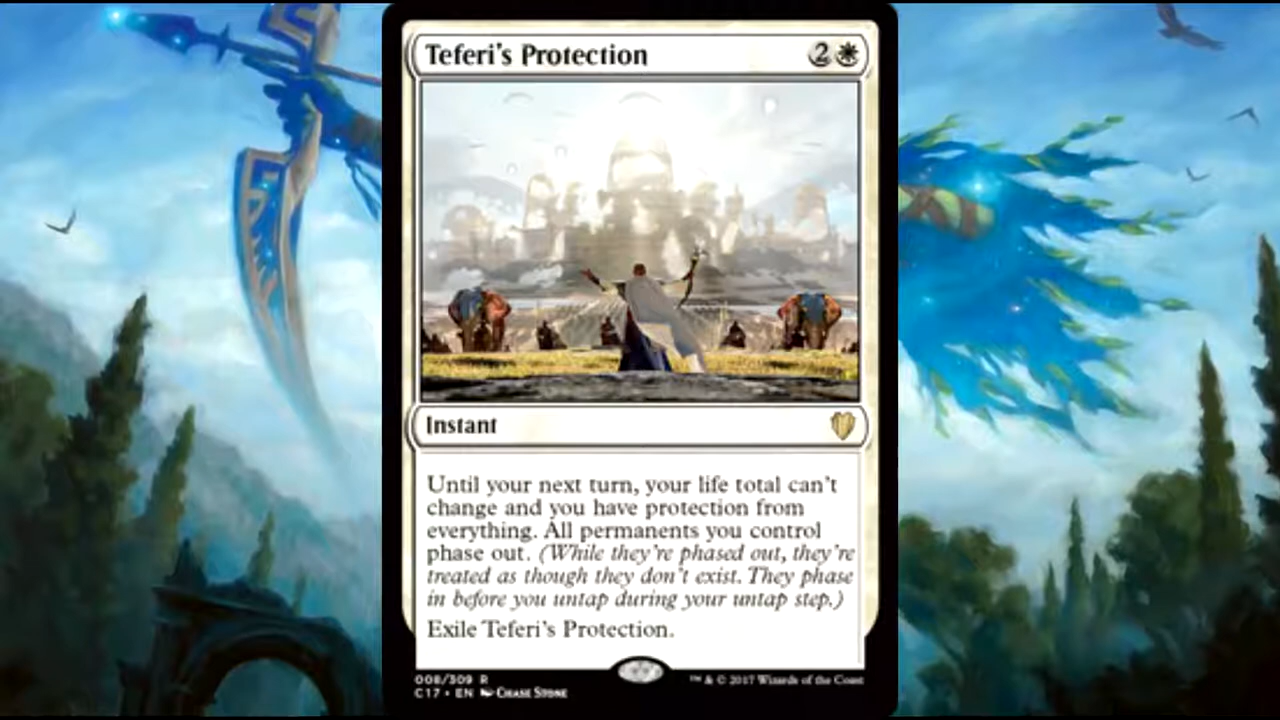 Teferi's Protection 2
Instant
Until your next turn, your life total can't
change and you have protection from
everything. All permanents you control
phase out. (While they're phased out, they're
treated as though they don't exist. They phase
in before you untap during your untap step.)
Exile Teferi's Protection.
008/309 R
C17 • EN Chase Stone
™ & © 2017 Wizards of the Coast